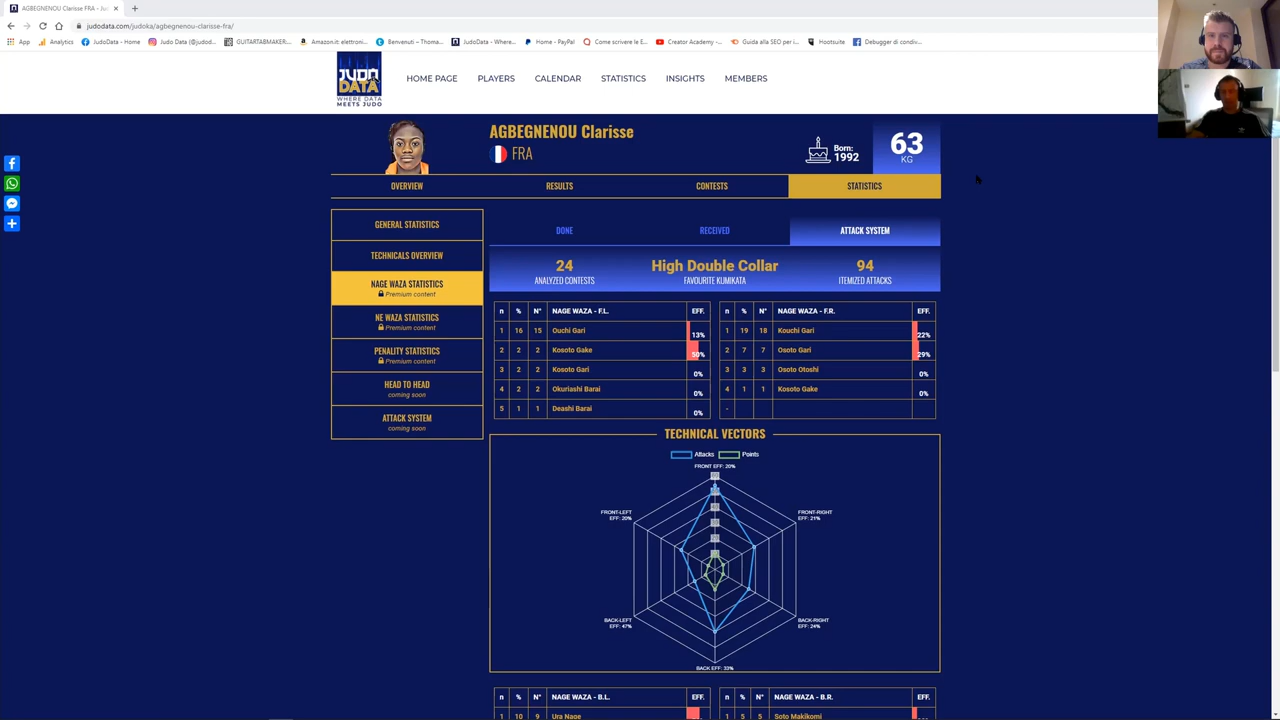 AGBEGNENOU Clarisse FRA - Ju
judodata.com/judoka/agbegnenou-clarisse-fra/
App Analytics JudoData - Home Judo Data (@judod... GUITARTABMAKER:... Amazon.it: elettroni... Benvenuti – Thoma... JudoData - Where... Home - PayPal Come scrivere le E... Creator Academy -... Guida alla SEO per i... Hootsuite Debugger di condiv...
JUDO
DATA
WHERE DATA
MEETS JUDO
HOME PAGE PLAYERS CALENDAR STATISTICS INSIGHTS MEMBERS
AGBEGNENOU Clarisse
FRA
Born:
1992
63
KG
OVERVIEW RESULTS CONTESTS STATISTICS
GENERAL STATISTICS
TECHNICALS OVERVIEW
NAGE WAZA STATISTICS
Premium content
NE WAZA STATISTICS
Premium content
PENALITY STATISTICS
Premium content
HEAD TO HEAD
coming soon
ATTACK SYSTEM
coming soon
DONE RECEIVED ATTACK SYSTEM
24 High Double Collar 94
ANALYZED CONTESTS FAVOURITE KUMIKATA ITEMIZED ATTACKS
n % N° NAGE WAZA - F.L. EFF.
1 16 15 Ouchi Gari 13%
2 2 2 Kosoto Gake 50%
3 2 2 Kosoto Gari 0%
4 2 2 Okuriashi Barai 0%
5 1 1 Deashi Barai 0%
n % N° NAGE WAZA - F.R. EFF.
1 19 18 Kouchi Gari 22%
2 7 7 Osoto Gari 29%
3 3 3 Osoto Otoshi 0%
4 1 1 Kosoto Gake 0%
-
TECHNICAL VECTORS
Attacks Points
FRONT EFF: 20%
FRONT-LEFT
EFF: 20%
FRONT-RIGHT
EFF: 21%
BACK-LEFT
EFF: 47%
BACK-RIGHT
EFF: 24%
BACK EFF: 33%
n % N° NAGE WAZA - B.L. EFF.
1 10 9 Ura Nage
n % N° NAGE WAZA - B.R. EFF.
1 5 5 Soto Makikomi